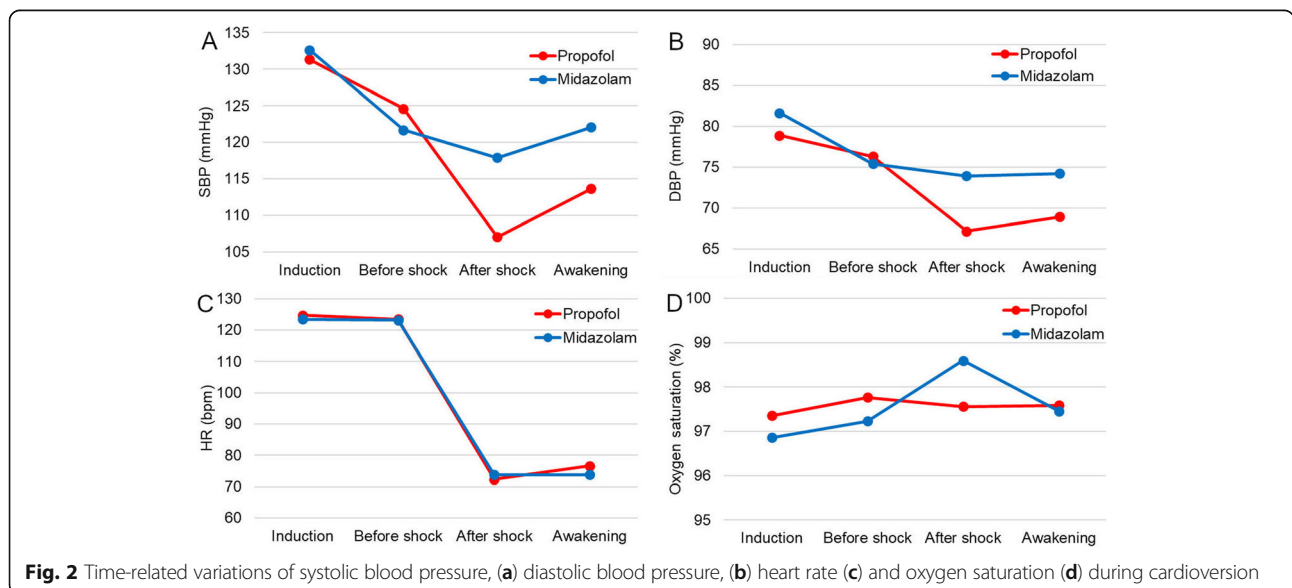 A
135
130
125
120
115
110
105
SBP (mmHg)
Propofol
Midazolam
Induction Before shock After shock Awakening
B
90
85
80
75
70
65
DBP (mmHg)
Propofol
Midazolam
Induction Before shock After shock Awakening
C
130
120
110
100
90
80
70
60
HR (bpm)
Propofol
Midazolam
Induction Before shock After shock Awakening
D
100
99
98
97
96
95
Oxygen saturation (%)
Propofol
Midazolam
Induction Before shock After shock Awakening
Fig. 2 Time-related variations of systolic blood pressure, (a) diastolic blood pressure, (b) heart rate (c) and oxygen saturation (d) during cardioversion